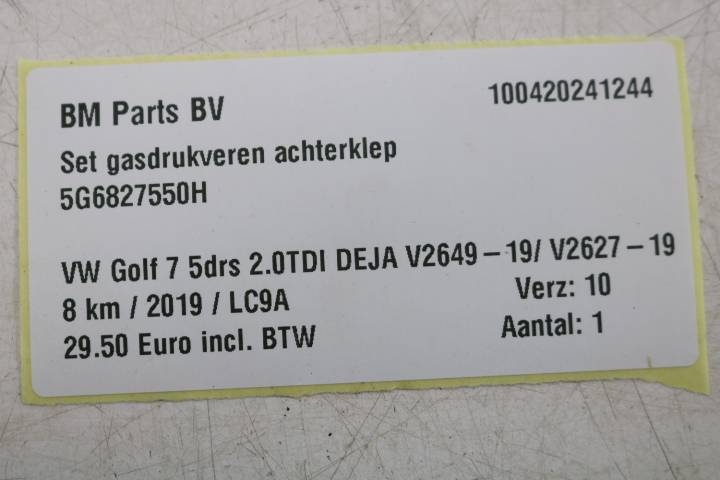 BM Parts BV
100420241244
Set gasdrukveren achterklep
5G6827550H
VW Golf 7 5drs 2.0TDI DEJA V2649-19/ V2627-19
8 km / 2019 / LC9A
Verz: 10
29.50 Euro incl. BTW
Aantal: 1